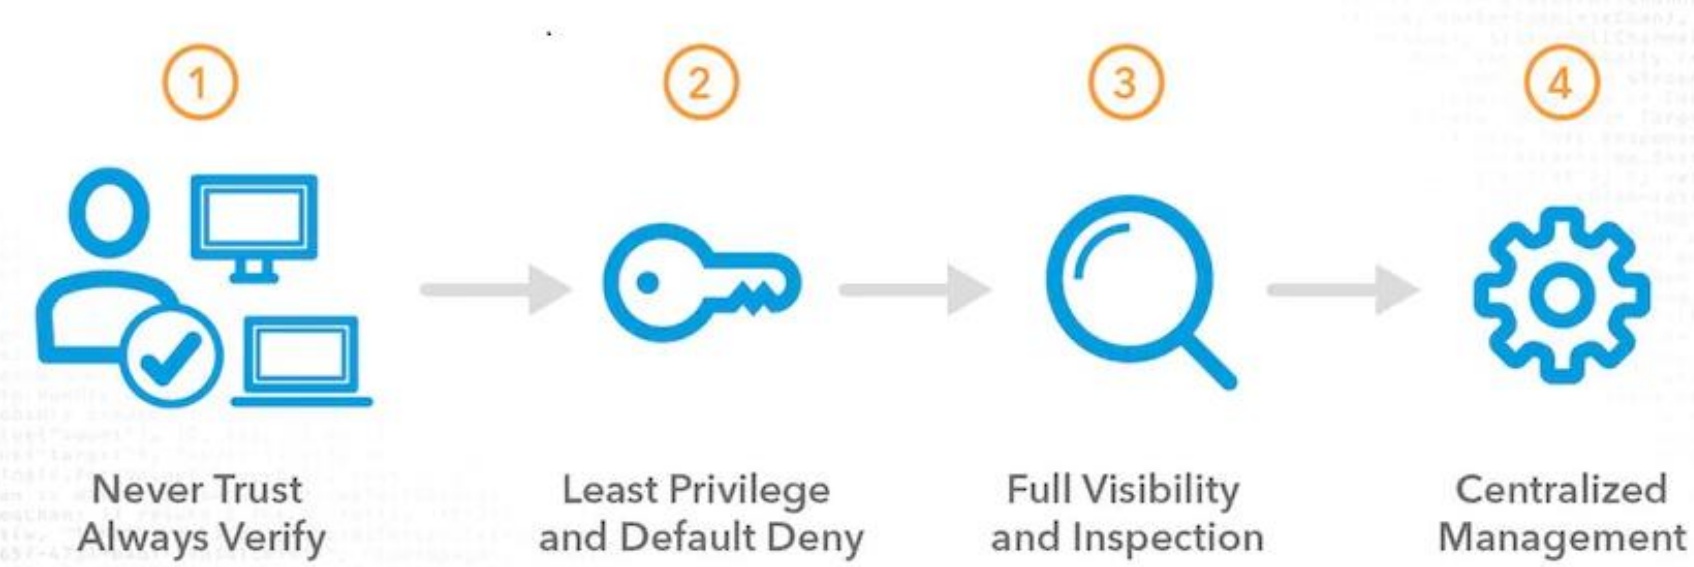 1
2
3
4
Never Trust
Always Verify
Least Privilege
and Default Deny
Full Visibility
and Inspection
Centralized
Management